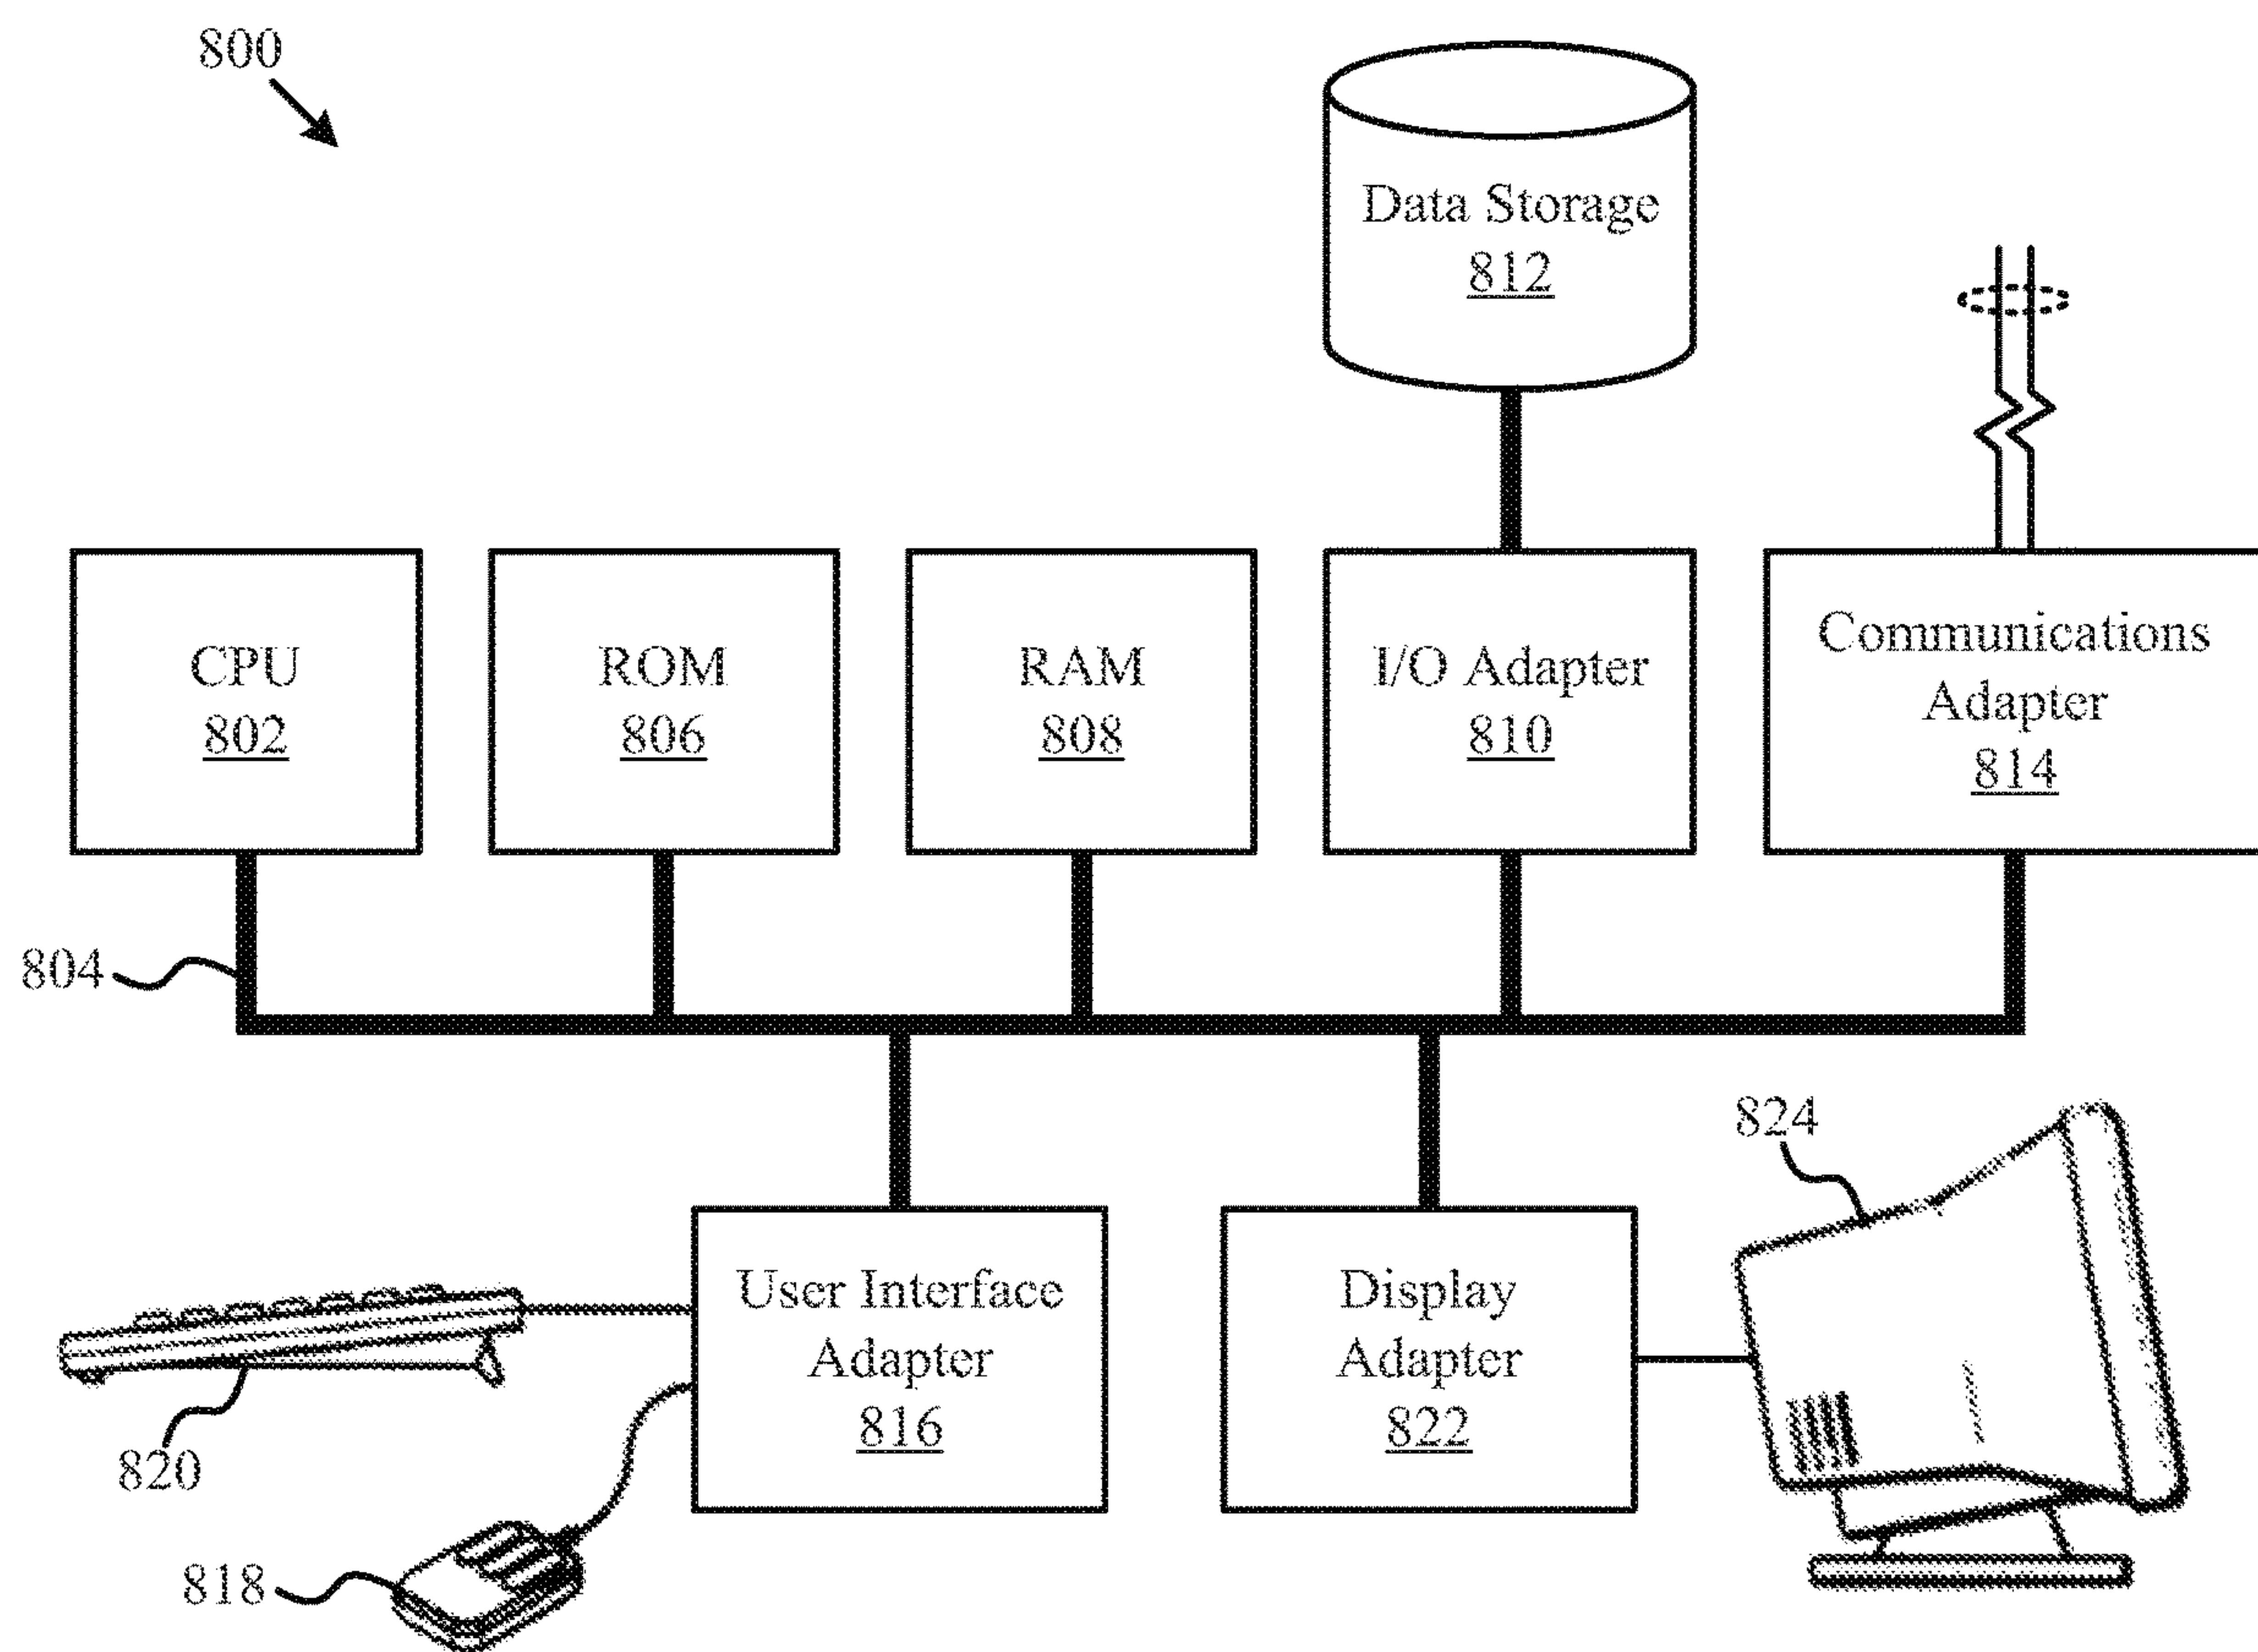 800
Data Storage
812
CPU
802
ROM
806
RAM
808
I/O Adapter
810
Communications
Adapter
814
804
824
User Interface
Adapter
816
Display
Adapter
822
820
818